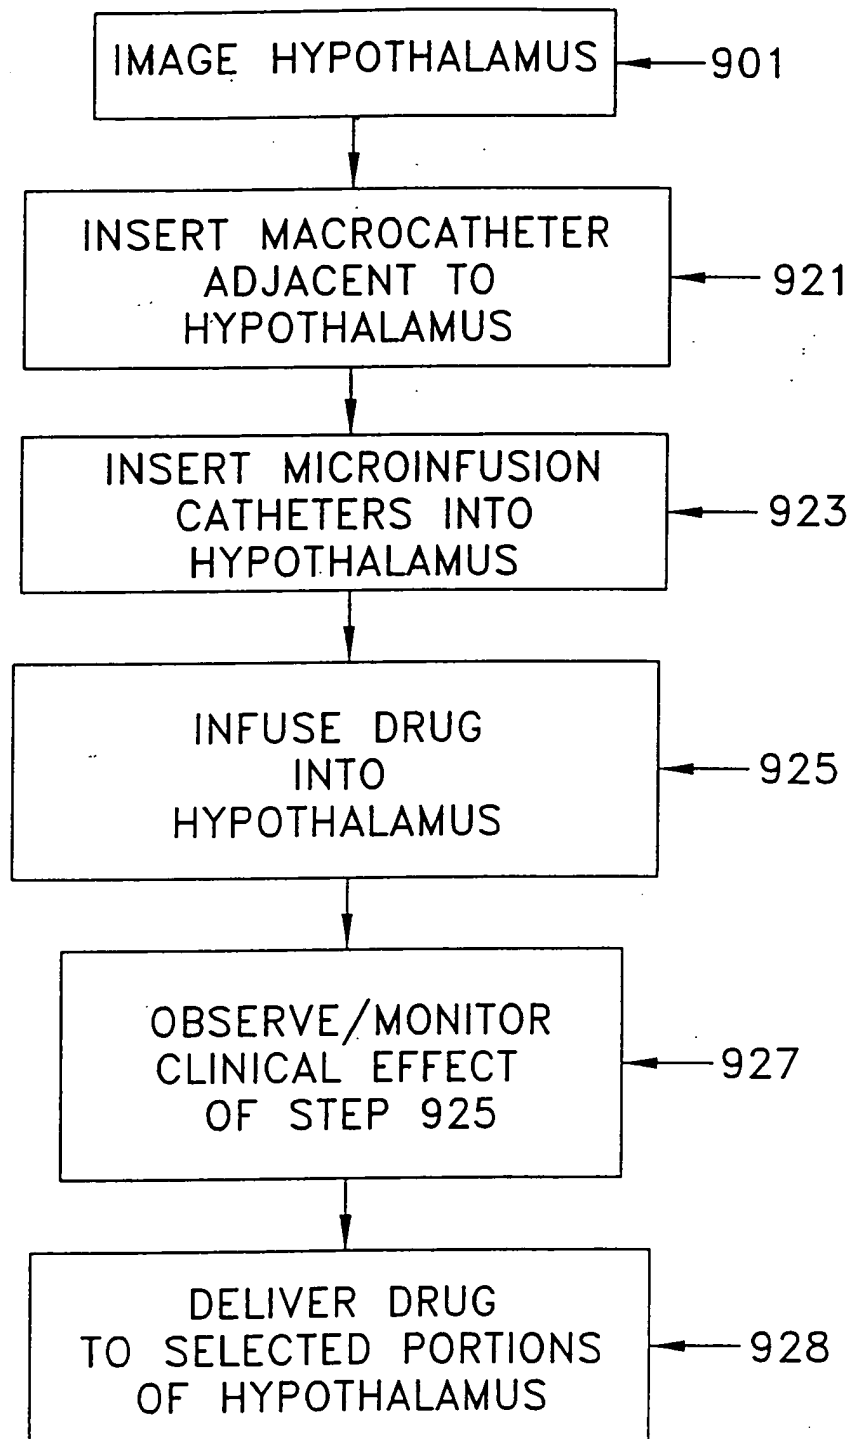 IMAGE HYPOTHALAMUS
901
INSERT MACROCATHETER
ADJACENT TO
HYPOTHALAMUS
921
INSERT MICROINFUSION
CATHETERS INTO
HYPOTHALAMUS
923
INFUSE DRUG
INTO
HYPOTHALAMUS
925
OBSERVE/MONITOR
CLINICAL EFFECT
OF STEP 925
927
DELIVER DRUG
TO SELECTED PORTIONS
OF HYPOTHALAMUS
928